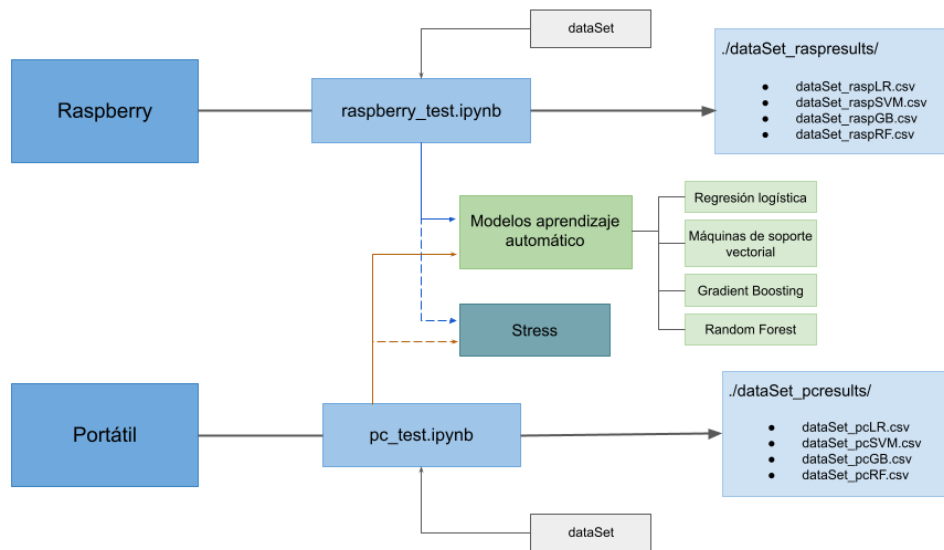 dataSet
Raspberry
raspberry_test.ipynb
./dataSet_raspresults/
● dataSet_raspLR.csv
● dataSet_raspSVM.csv
● dataSet_raspGB.csv
● dataSet_raspRF.csv
Modelos aprendizaje
automático
Regresión logística
Máquinas de soporte
vectorial
Gradient Boosting
Random Forest
Stress
Portátil
pc_test.ipynb
./dataSet_pcresults/
● dataSet_pcLR.csv
● dataSet_pcSVM.csv
● dataSet_pcGB.csv
● dataSet_pcRF.csv
dataSet